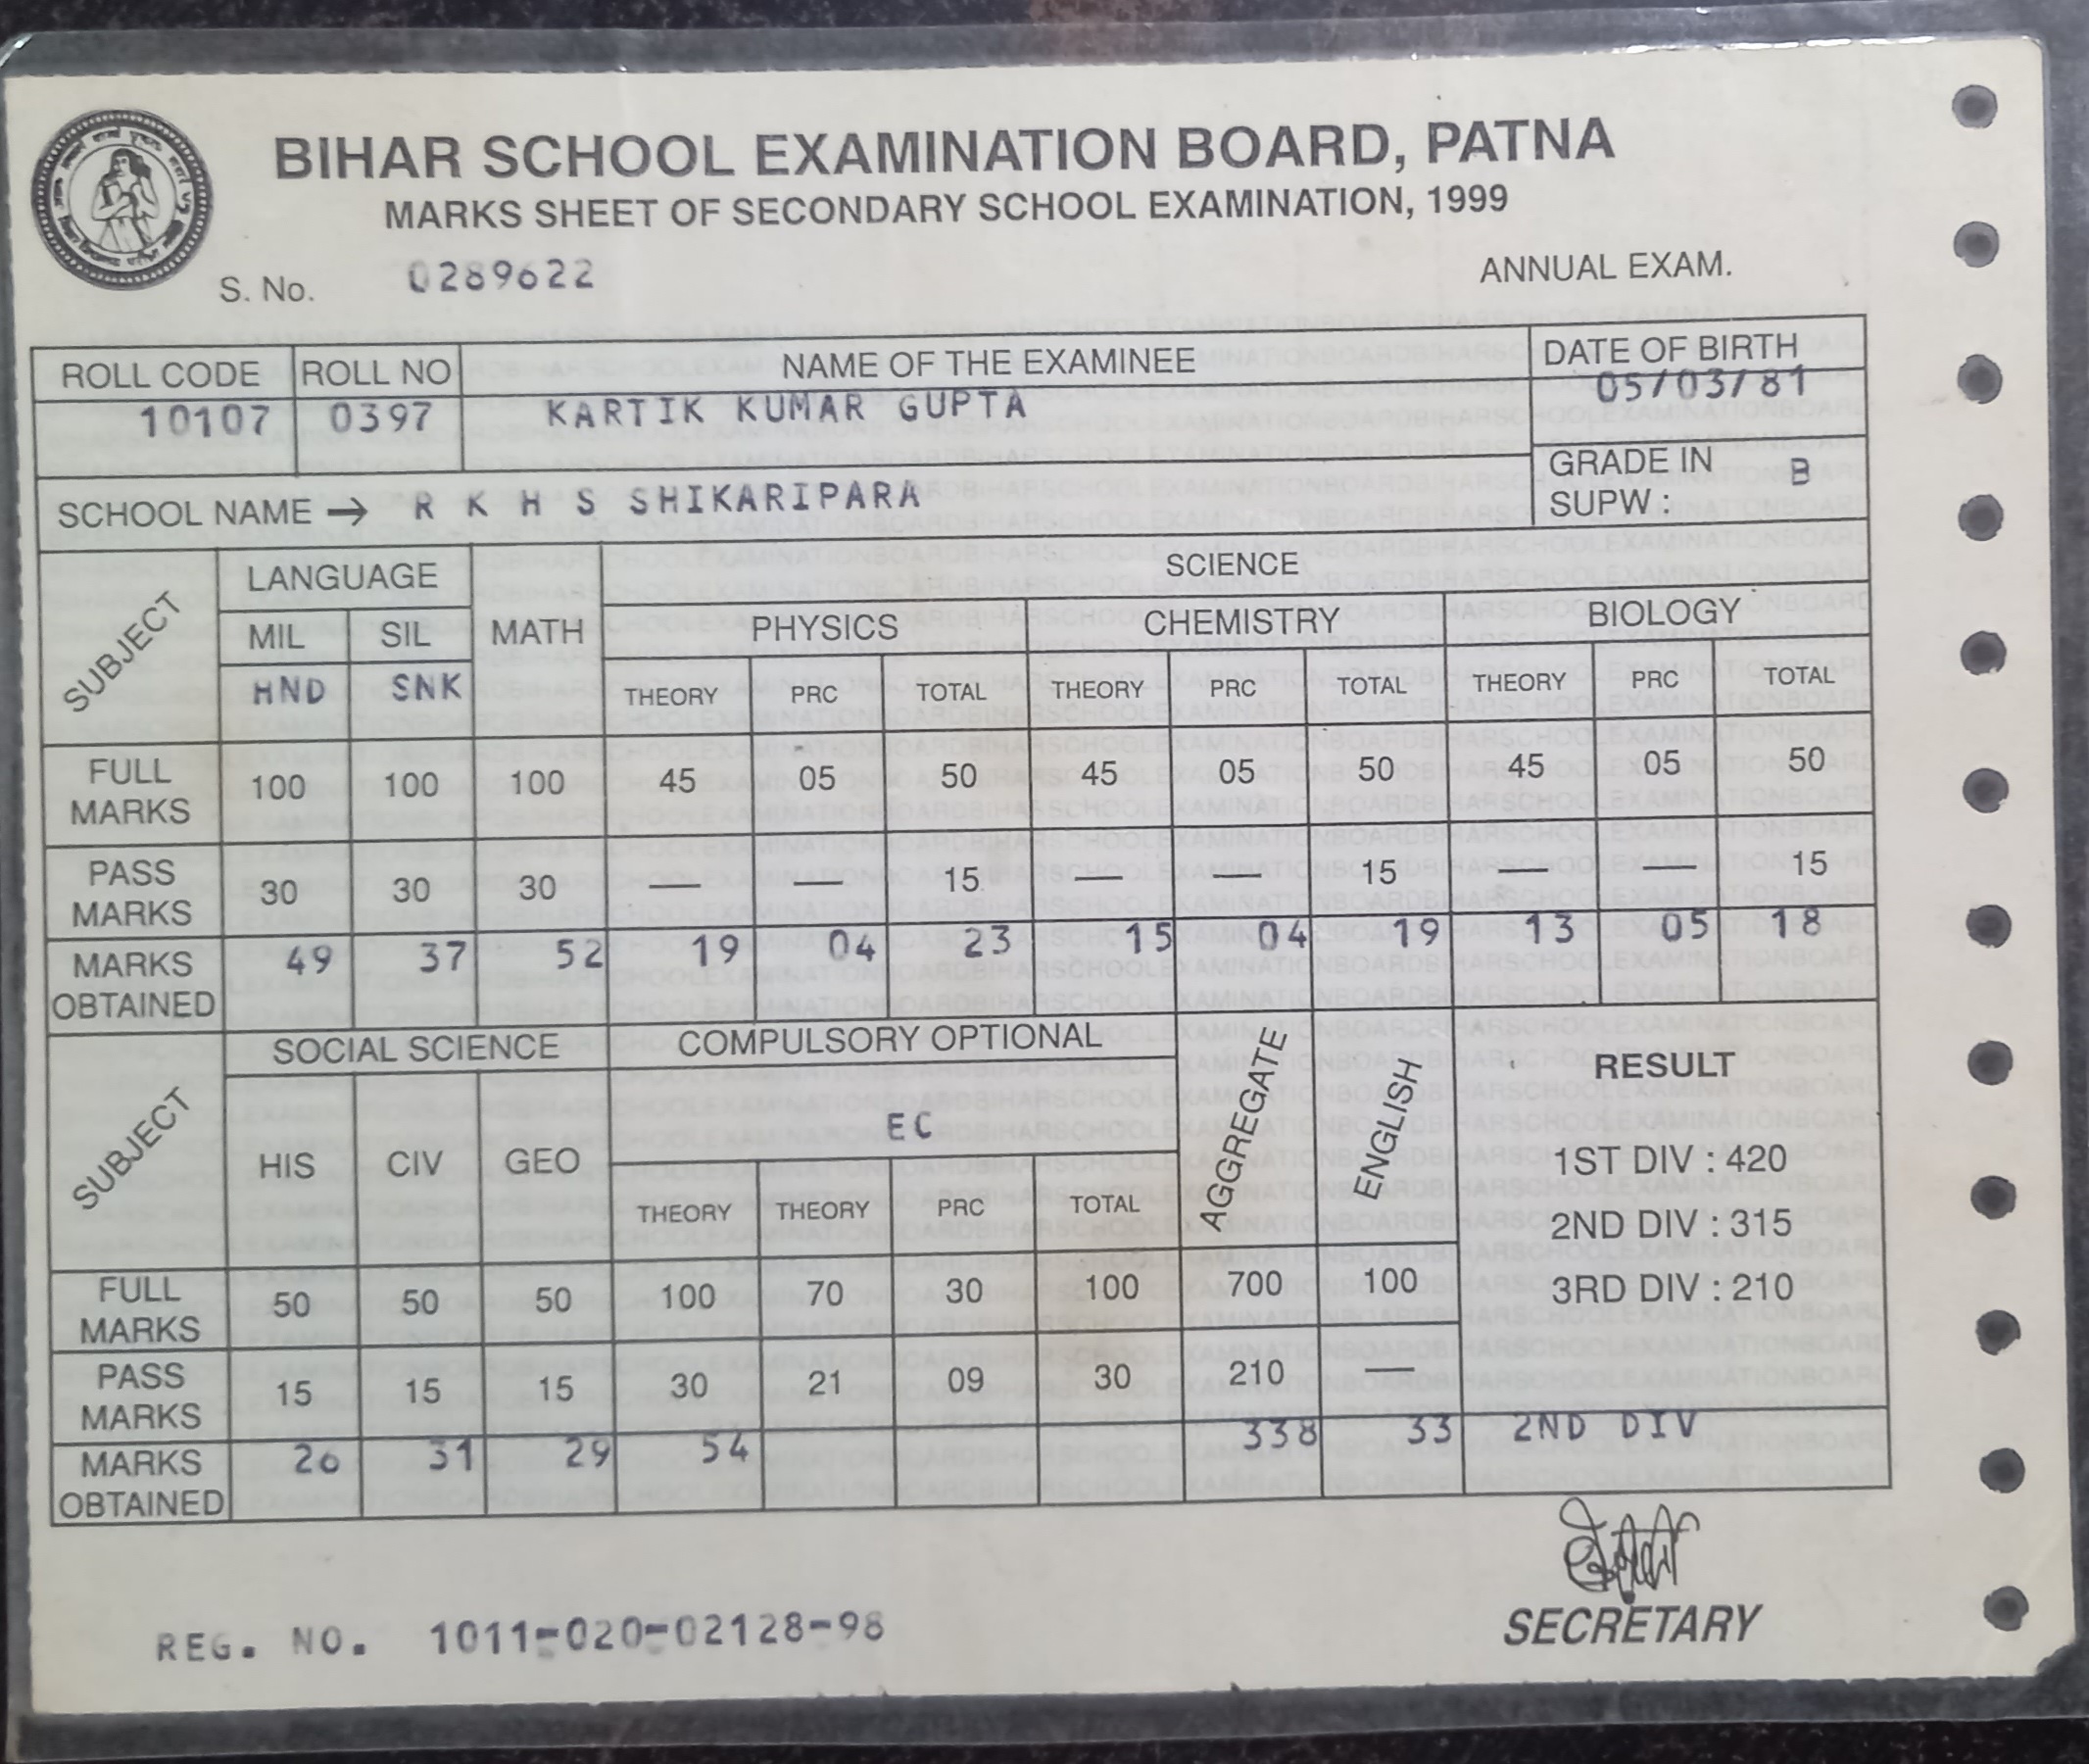 BIHAR SCHOOL EXAMINATION BOARD, PATNA
MARKS SHEET OF SECONDARY SCHOOL EXAMINATION, 1999
S. No. 0289622
ANNUAL EXAM.
ROLL CODE ROLL NO NAME OF THE EXAMINEE DATE OF BIRTH
10107 0397 KARTIK KUMAR GUPTA 05/03/81
GRADE IN SUPW : B
SCHOOL NAME → R K H S SHIKARIPARA
SUBJECT LANGUAGE MATH SCIENCE
MIL SIL PHYSICS CHEMISTRY BIOLOGY
HND SNK THEORY PRC TOTAL THEORY PRC TOTAL THEORY PRC TOTAL
FULL MARKS 100 100 100 45 05 50 45 05 50 45 05 50
PASS MARKS 30 30 30 — — 15 — — 15 — — 15
MARKS OBTAINED 49 37 52 19 04 23 15 04 19 13 05 18
SUBJECT SOCIAL SCIENCE COMPULSORY OPTIONAL AGGREGATE ENGLISH RESULT
EC
HIS CIV GEO THEORY THEORY PRC TOTAL
1ST DIV : 420
2ND DIV : 315
3RD DIV : 210
FULL MARKS 50 50 50 100 70 30 100 700 100
PASS MARKS 15 15 15 30 21 09 30 210 —
MARKS OBTAINED 26 31 29 54 338 33 2ND DIV
SECRETARY
REG. NO. 1011-020-02128-98